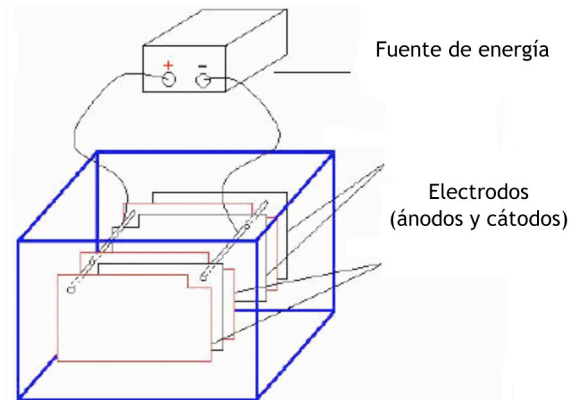 Fuente de energía
+ -
Electrodos
(ánodos y cátodos)